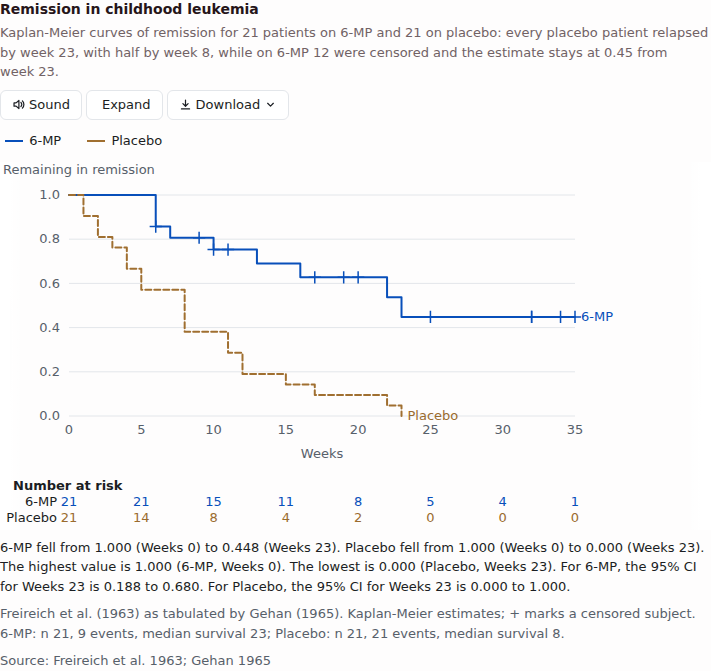 Remission in childhood leukemia
Kaplan-Meier curves of remission for 21 patients on 6-MP and 21 on placebo: every placebo patient relapsed
by week 23, with half by week 8, while on 6-MP 12 were censored and the estimate stays at 0.45 from
week 23.
Sound Expand Download
6-MP Placebo
Remaining in remission
1.0
0.8
0.6
0.4
0.2
0.0
6-MP
Placebo
0 5 10 15 20 25 30 35
Weeks
Number at risk
6-MP 21 21 15 11 8 5 4 1
Placebo 21 14 8 4 2 0 0 0
6-MP fell from 1.000 (Weeks 0) to 0.448 (Weeks 23). Placebo fell from 1.000 (Weeks 0) to 0.000 (Weeks 23).
The highest value is 1.000 (6-MP, Weeks 0). The lowest is 0.000 (Placebo, Weeks 23). For 6-MP, the 95% CI
for Weeks 23 is 0.188 to 0.680. For Placebo, the 95% CI for Weeks 23 is 0.000 to 1.000.
Freireich et al. (1963) as tabulated by Gehan (1965). Kaplan-Meier estimates; + marks a censored subject.
6-MP: n 21, 9 events, median survival 23; Placebo: n 21, 21 events, median survival 8.
Source: Freireich et al. 1963; Gehan 1965